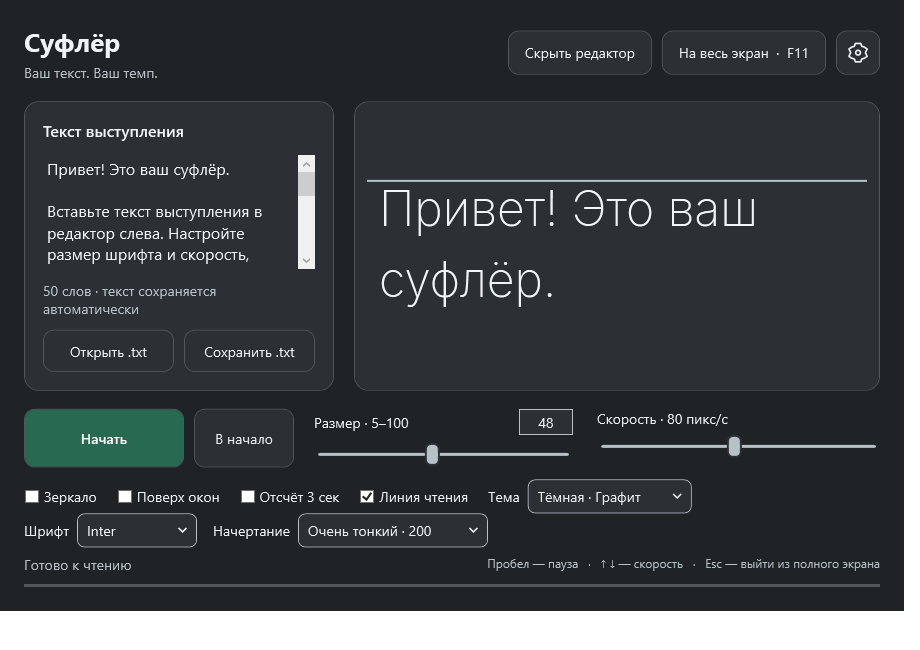 Суфлёр
Ваш текст. Ваш темп.
Скрыть редактор
На весь экран · F11
Текст выступления
Привет! Это ваш суфлёр.
Вставьте текст выступления в
редактор слева. Настройте
размер шрифта и скорость,
50 слов · текст сохраняется
автоматически
Открыть .txt
Сохранить .txt
Привет! Это ваш
суфлёр.
Начать
В начало
Размер · 5–100
48
Скорость · 80 пикс/с
Зеркало
Поверх окон
Отсчёт 3 сек
Линия чтения
Тема
Тёмная · Графит
Шрифт
Inter
Начертание
Очень тонкий · 200
Готово к чтению
Пробел — пауза · ↑↓ — скорость · Esc — выйти из полного экрана